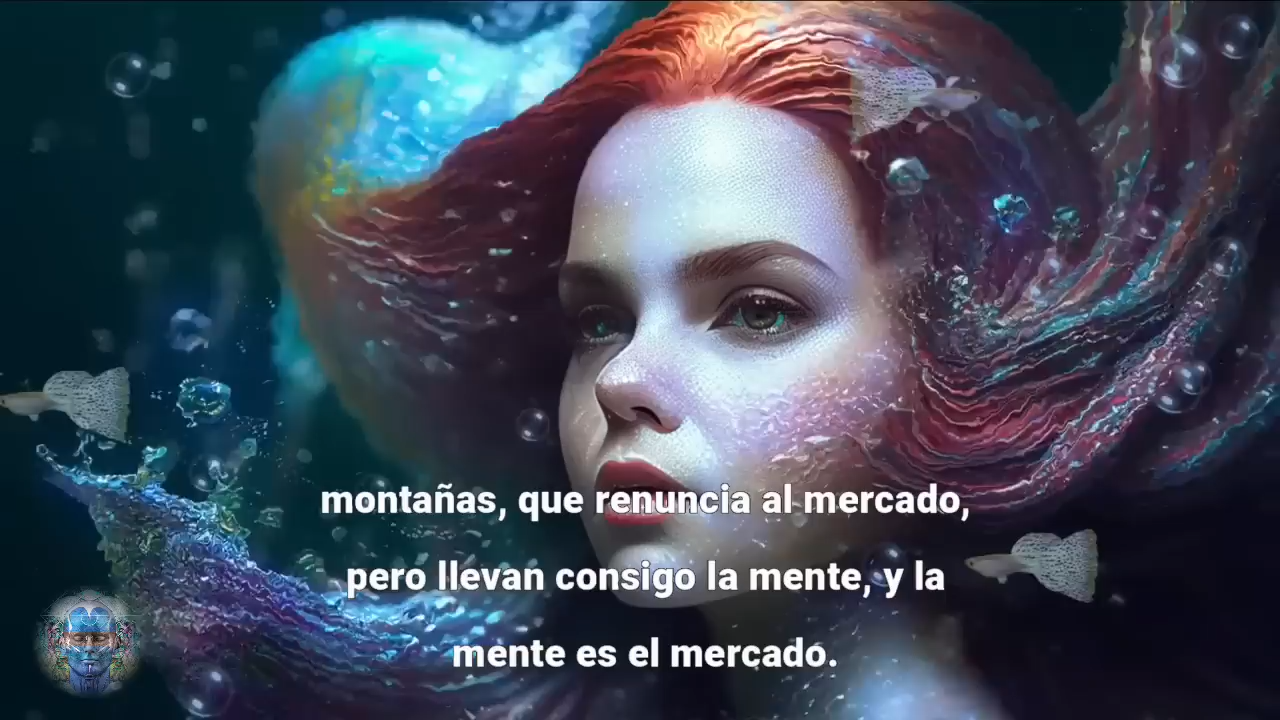 montañas, que renuncia al mercado,
pero llevan consigo la mente, y la
mente es el mercado.